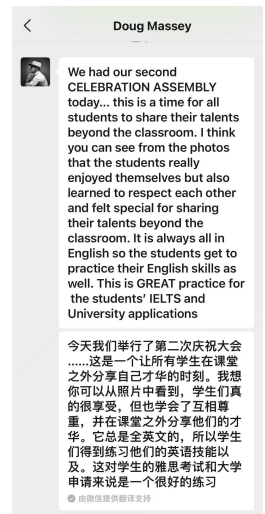 Doug Massey
We had our second
CELEBRATION ASSEMBLY
today... this is a time for all
students to share their talents
beyond the classroom. I think
you can see from the photos
that the students really
enjoyed themselves but also
learned to respect each other
and felt special for sharing
their talents beyond the
classroom. It is always all in
English so the students get to
practice their English skills as
well. This is GREAT practice for
the students' IELTS and
University applications
今天我们举行了第二次庆祝大会
......这是一个让所有学生在课堂
之外分享自己才华的时刻。我想
你可以从照片中看到，学生们真
的很享受，但也学会了互相尊
重，并在课堂之外分享他们的才
华。它总是全英文的，所以学生
们得到练习他们的英语技能以
及。这对学生的雅思考试和大学
申请来说是一个很好的练习
由微信提供翻译支持